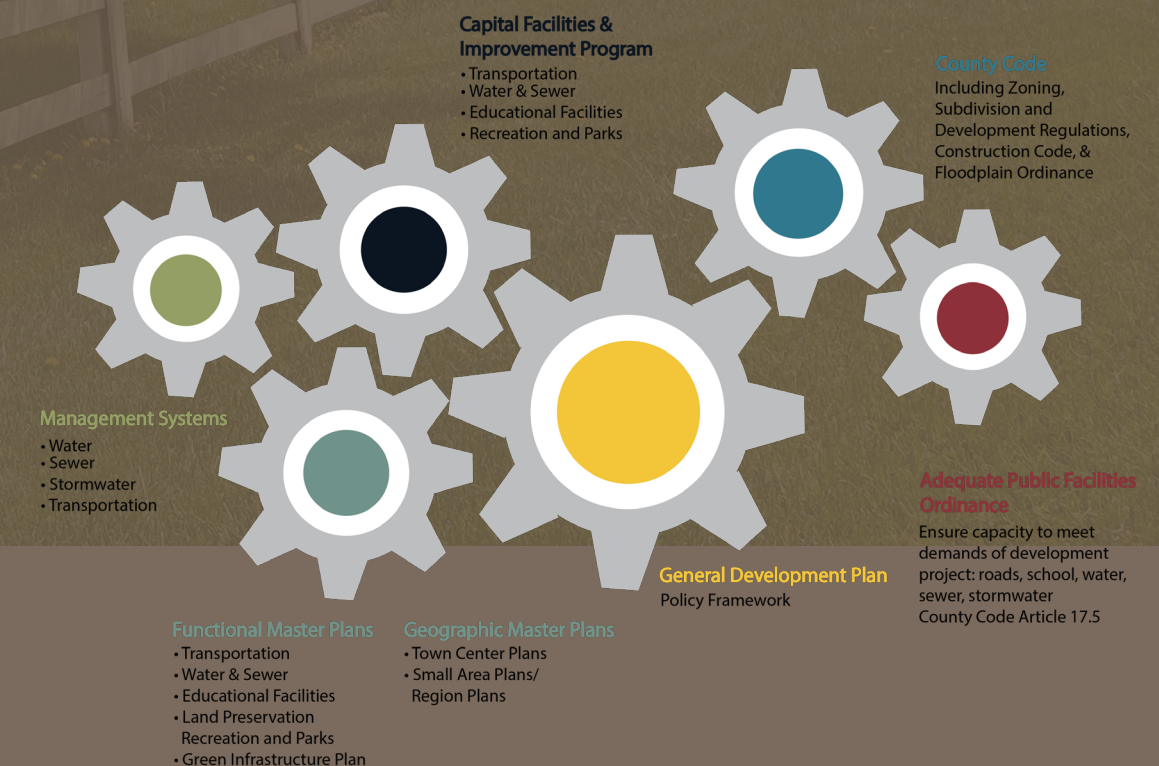 Capital Facilities &
Improvement Program
• Transportation
• Water & Sewer
• Educational Facilities
• Recreation and Parks
County Code
Including Zoning,
Subdivision and
Development Regulations,
Construction Code, &
Floodplain Ordinance
Management Systems
• Water
• Sewer
• Stormwater
• Transportation
Adequate Public Facilities
Ordinance
Ensure capacity to meet
demands of development
project: roads, school, water,
sewer, stormwater
County Code Article 17.5
General Development Plan
Policy Framework
Functional Master Plans
• Transportation
• Water & Sewer
• Educational Facilities
• Land Preservation
Recreation and Parks
• Green Infrastructure Plan
Geographic Master Plans
• Town Center Plans
• Small Area Plans/
Region Plans